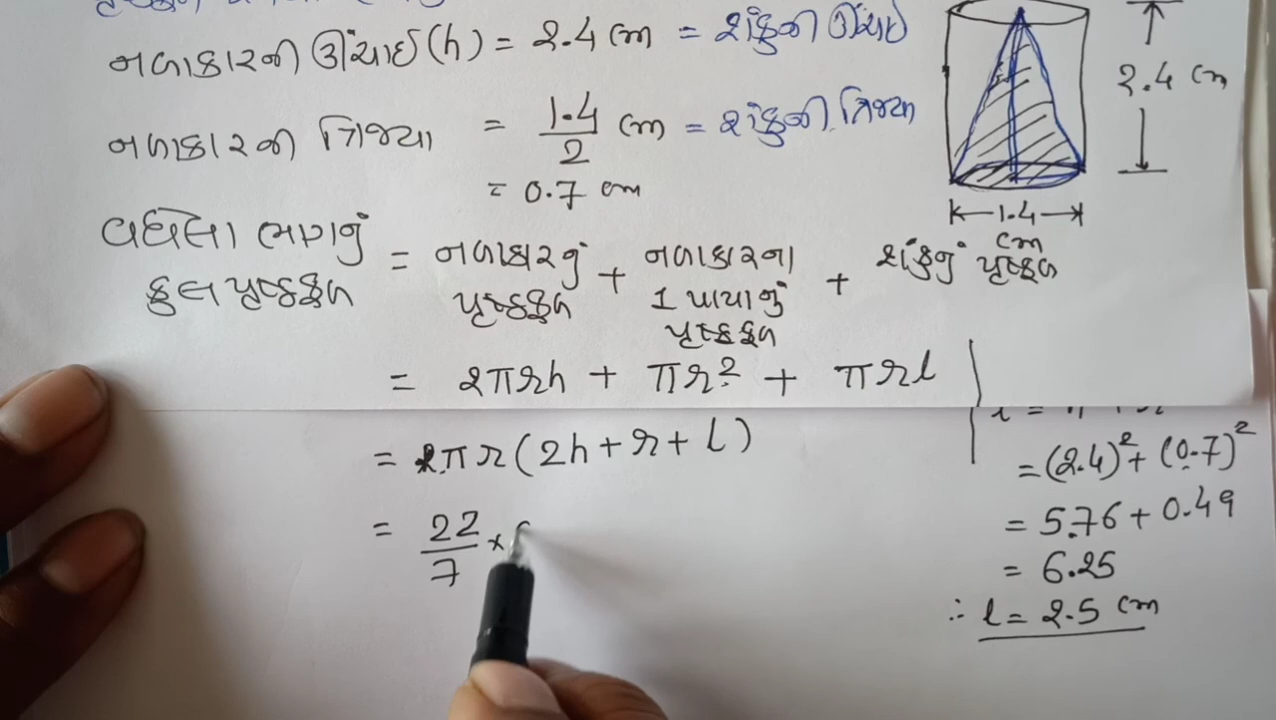 નળાકારની ઊંચાઈ (h) = 2.4 cm = શંકુની ઊંચાઈ
2.4 cm
નળાકારની ત્રિજ્યા = 1.4/2 cm = શંકુની ત્રિજ્યા
= 0.7 cm
1.4 cm
વધેલા ભાગનું કુલ પૃષ્ઠફળ = નળાકારનું પૃષ્ઠફળ + નળાકારના 1 પાયાનું પૃષ્ઠફળ + શંકુનું પૃષ્ઠફળ
= 2πrh + πr² + πrl
= πr(2h+r+l)
= 22/7 ×
= (2.4)² + (0.7)²
= 5.76 + 0.49
= 6.25
∴ l = 2.5 cm